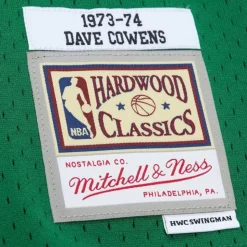 1973-74
DAVE COWENS
HARDWOOD
CLASSICS
NBA
NOSTALGIA CO.
Mitchell & Ness
PHILADELPHIA, PA.
HWC SWINGMAN